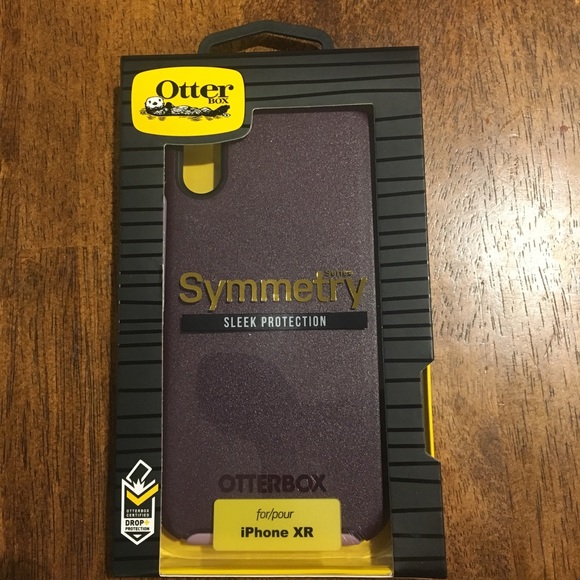 Otter
BOX
Series
Symmetry
SLEEK PROTECTION
OTTERBOX
for/pour
iPhone XR
OTTERBOX
CERTIFIED
DROP+
PROTECTION